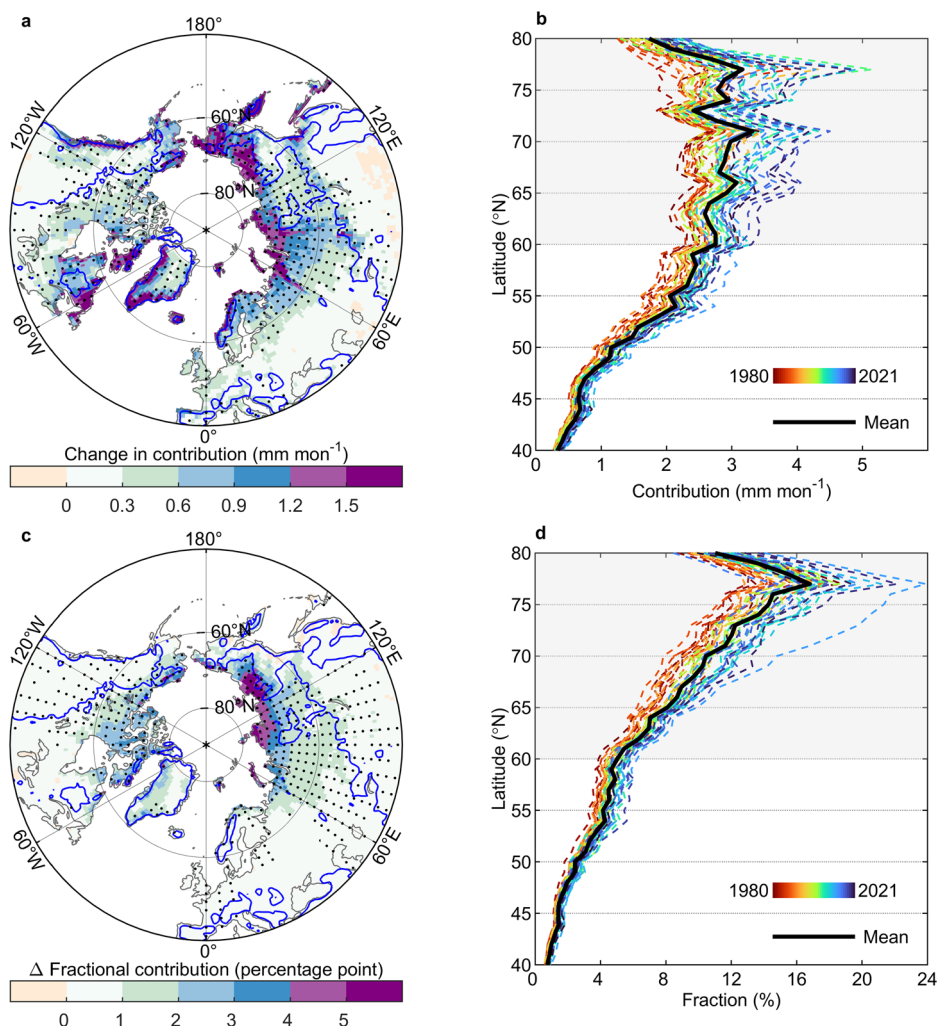 a
180°
120°W
60°N
120°E
80°N
60°W
60°E
0°
Change in contribution (mm mon-1)
0 0.3 0.6 0.9 1.2 1.5
b
80
75
70
65
60
55
50
45
40
Latitude (°N)
1980 2021
Mean
0 1 2 3 4 5
Contribution (mm mon-1)
c
180°
120°W
60°N
120°E
80°N
60°W
60°E
0°
Δ Fractional contribution (percentage point)
0 1 2 3 4 5
d
80
75
70
65
60
55
50
45
40
Latitude (°N)
1980 2021
Mean
0 4 8 12 16 20 24
Fraction (%)